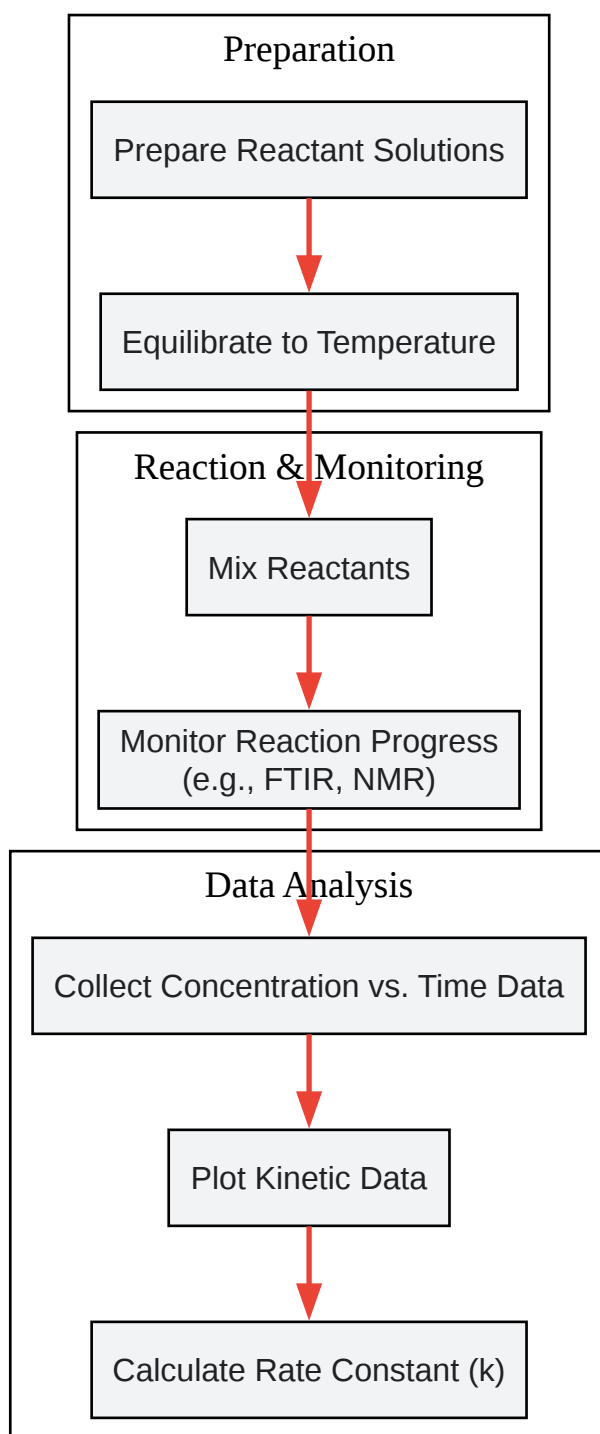 Preparation
Prepare Reactant Solutions
Equilibrate to Temperature
Reaction & Monitoring
Mix Reactants
Monitor Reaction Progress
(e.g., FTIR, NMR)
Data Analysis
Collect Concentration vs. Time Data
Plot Kinetic Data
Calculate Rate Constant (k)